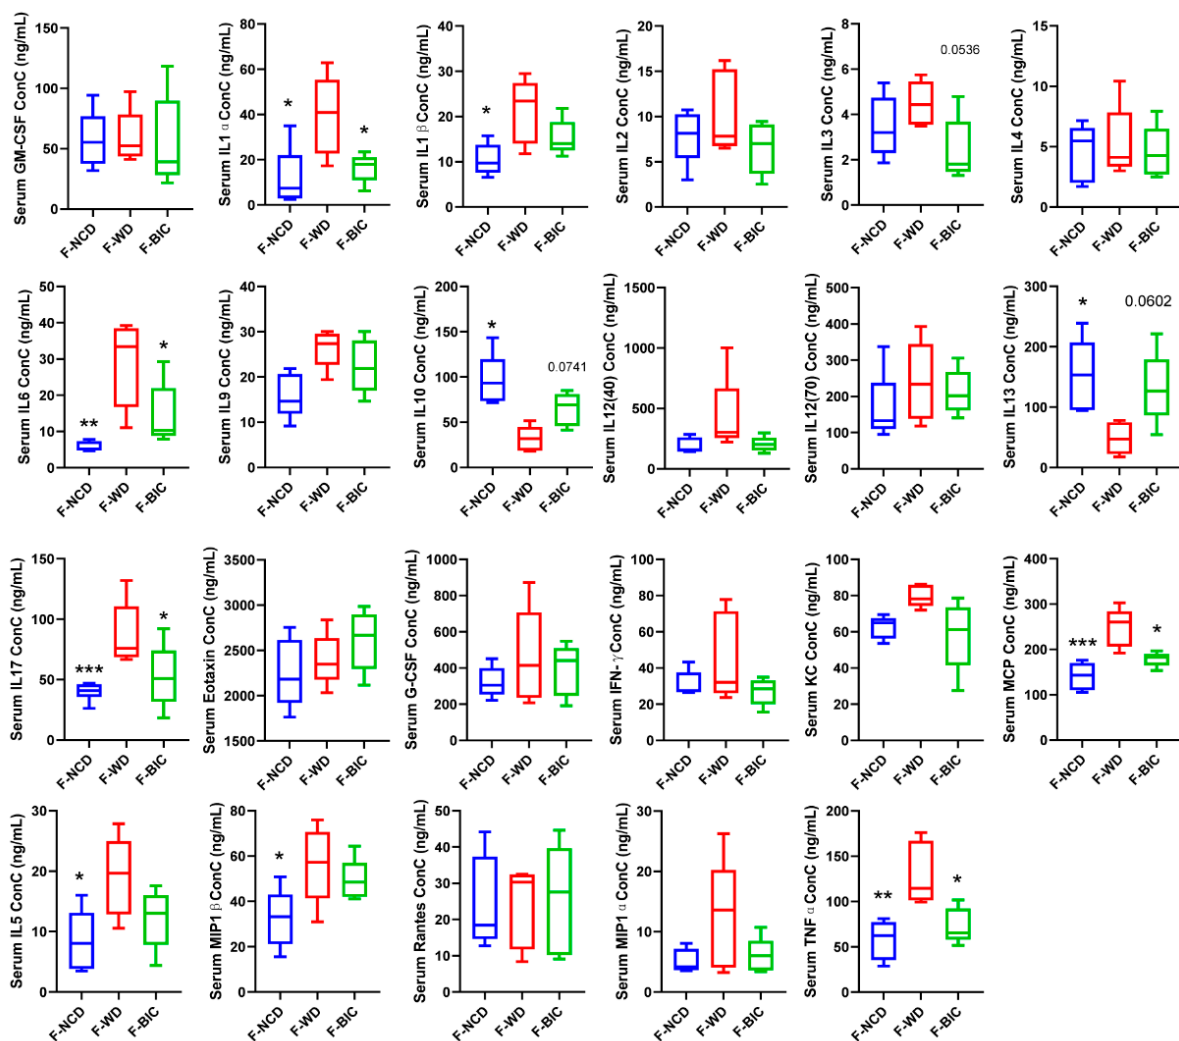 Serum GM-CSF ConC (ng/mL)
150
100
50
0
F-NCD
F-WD
F-BIC
Serum IL1 α ConC (ng/mL)
80
60
40
20
0
*
*
F-NCD
F-WD
F-BIC
Serum IL1 β ConC (ng/mL)
40
30
20
10
0
*
F-NCD
F-WD
F-BIC
Serum IL2 ConC (ng/mL)
20
15
10
5
0
F-NCD
F-WD
F-BIC
Serum IL3 ConC (ng/mL)
8
6
4
2
0
0.0536
F-NCD
F-WD
F-BIC
Serum IL4 ConC (ng/mL)
15
10
5
0
F-NCD
F-WD
F-BIC
Serum IL6 ConC (ng/mL)
50
40
30
20
10
0
**
*
F-NCD
F-WD
F-BIC
Serum IL9 ConC (ng/mL)
40
30
20
10
0
F-NCD
F-WD
F-BIC
Serum IL10 ConC (ng/mL)
200
150
100
50
0
*
0.0741
F-NCD
F-WD
F-BIC
Serum IL12(40) ConC (ng/mL)
1500
1000
500
0
F-NCD
F-WD
F-BIC
Serum IL12(70) ConC (ng/mL)
500
400
300
200
100
0
F-NCD
F-WD
F-BIC
Serum IL13 ConC (ng/mL)
300
200
100
0
*
0.0602
F-NCD
F-WD
F-BIC
Serum IL17 ConC (ng/mL)
150
100
50
0
***
*
F-NCD
F-WD
F-BIC
Serum Eotaxin ConC (ng/mL)
3500
3000
2500
2000
1500
F-NCD
F-WD
F-BIC
Serum G-CSF ConC (ng/mL)
1000
800
600
400
200
0
F-NCD
F-WD
F-BIC
Serum IFN-γ ConC (ng/mL)
100
80
60
40
20
0
F-NCD
F-WD
F-BIC
Serum KC ConC (ng/mL)
100
80
60
40
20
0
F-NCD
F-WD
F-BIC
Serum MCP ConC (ng/mL)
400
300
200
100
0
***
*
F-NCD
F-WD
F-BIC
Serum IL5 ConC (ng/mL)
30
20
10
0
*
F-NCD
F-WD
F-BIC
Serum MIP1 β ConC (ng/mL)
80
60
40
20
0
*
F-NCD
F-WD
F-BIC
Serum Rantes ConC (ng/mL)
50
40
30
20
10
0
F-NCD
F-WD
F-BIC
Serum MIP1 α ConC (ng/mL)
30
20
10
0
F-NCD
F-WD
F-BIC
Serum TNF α ConC (ng/mL)
200
150
100
50
0
**
*
F-NCD
F-WD
F-BIC